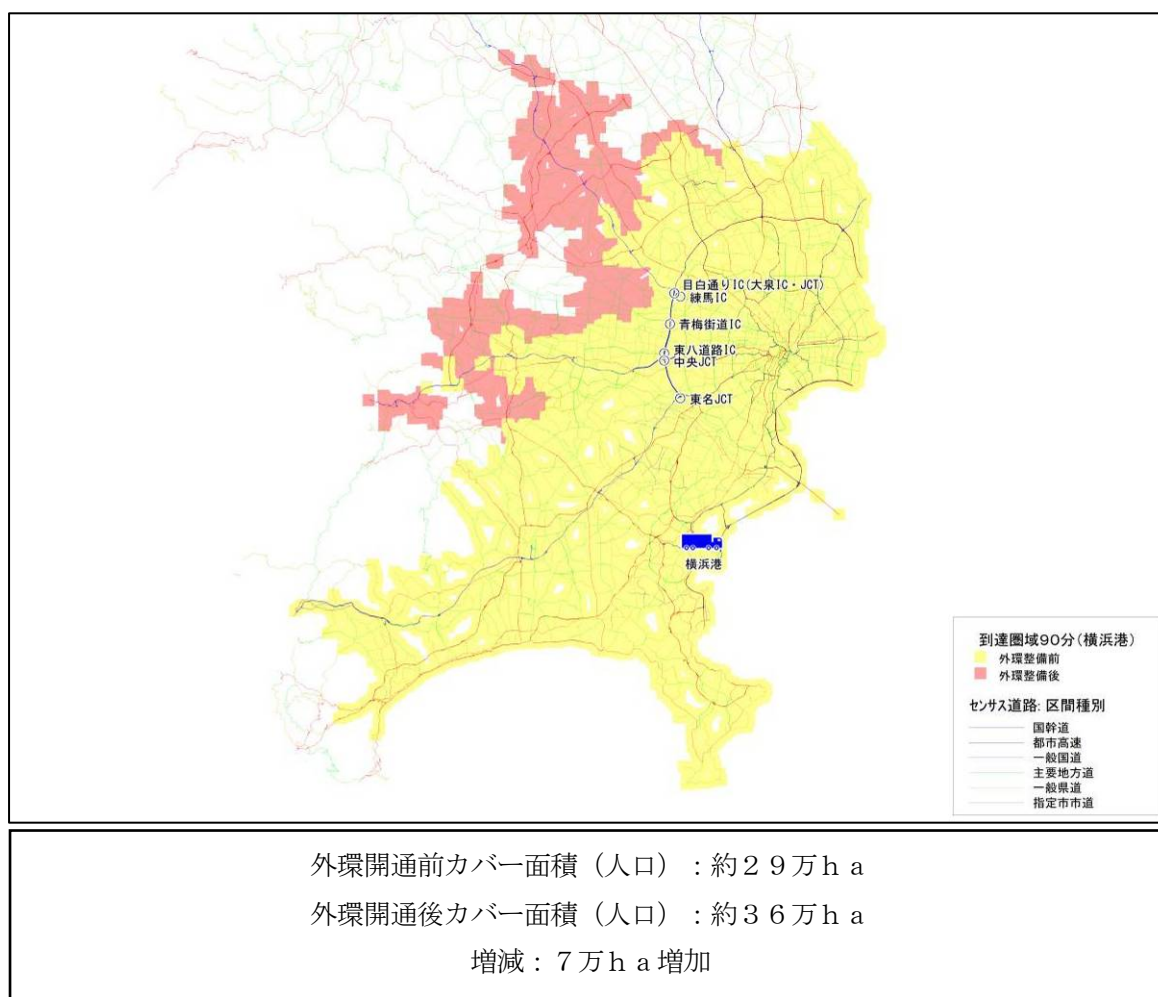 目白通りIC(大泉IC・JCT)
練馬IC
青梅街道IC
東八道路IC
中央JCT
東名JCT
横浜港
到達圏域90分(横浜港)
外環整備前
外環整備後
センサス道路: 区間種別
国幹道
都市高速
一般国道
主要地方道
一般県道
指定市市道
外環開通前カバー面積（人口）：約２９万ｈａ
外環開通後カバー面積（人口）：約３６万ｈａ
増減：７万ｈａ増加